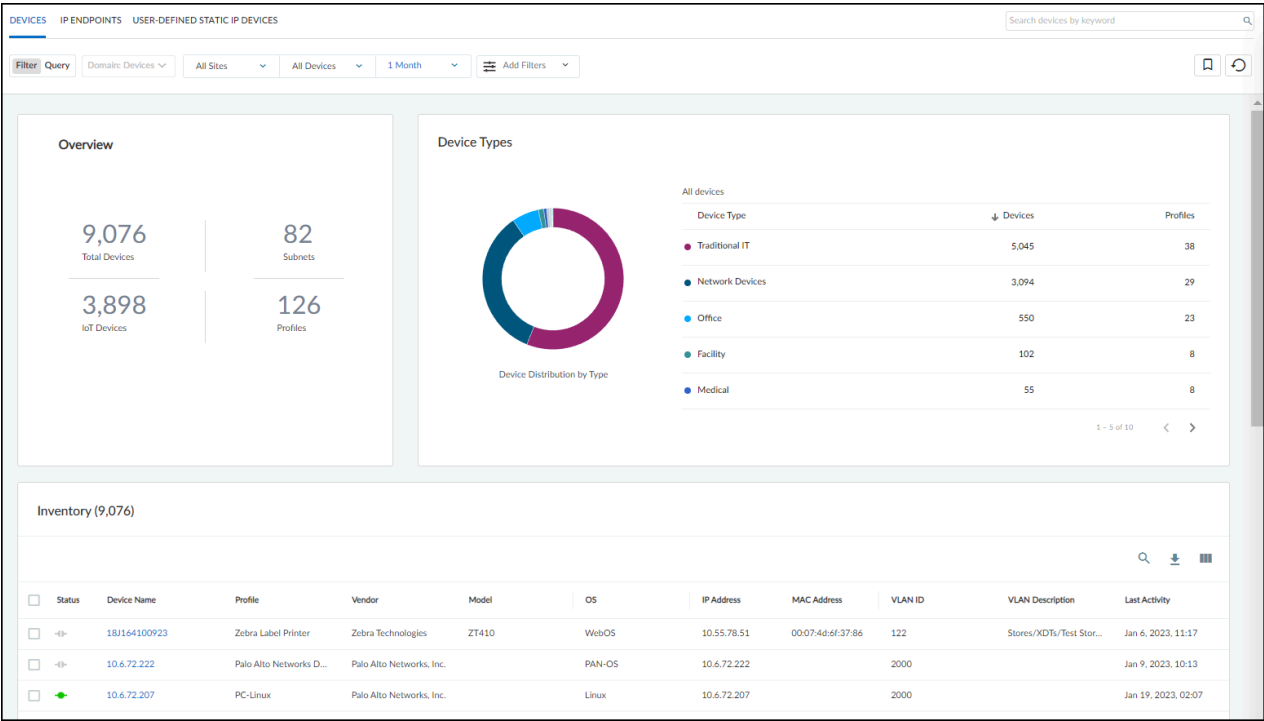 DEVICES IP ENDPOINTS USER-DEFINED STATIC IP DEVICES Search devices by keyword
Filter Query Domain: Devices All Sites All Devices 1 Month Add Filters
Overview
9,076
Total Devices
82
Subnets
3,898
IoT Devices
126
Profiles
Device Types
Device Distribution by Type
All devices
Device Type Devices Profiles
Traditional IT 5,045 38
Network Devices 3,094 29
Office 550 23
Facility 102 8
Medical 55 8
1 – 5 of 10
Inventory (9,076)
Status Device Name Profile Vendor Model OS IP Address MAC Address VLAN ID VLAN Description Last Activity
18J164100923 Zebra Label Printer Zebra Technologies ZT410 WebOS 10.55.78.51 00:07:4d:6f:37:86 122 Stores/XDTs/Test Stor... Jan 6, 2023, 11:17
10.6.72.222 Palo Alto Networks D... Palo Alto Networks, Inc. PAN-OS 10.6.72.222 2000 Jan 9, 2023, 10:13
10.6.72.207 PC-Linux Palo Alto Networks, Inc. Linux 10.6.72.207 2000 Jan 19, 2023, 02:07